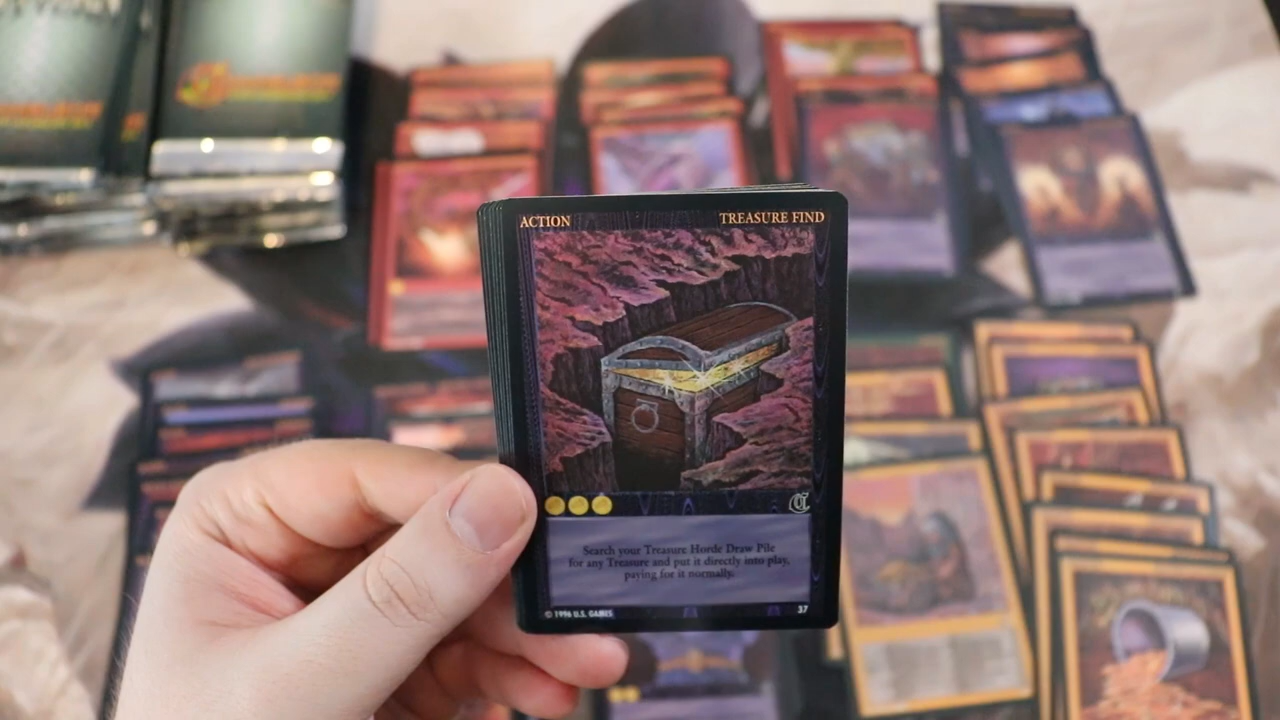 ACTION
TREASURE FIND
Search your Treasure Horde Draw Pile
for any Treasure and put it directly into play,
paying for it normally.
© 1996 U.S. GAMES
37